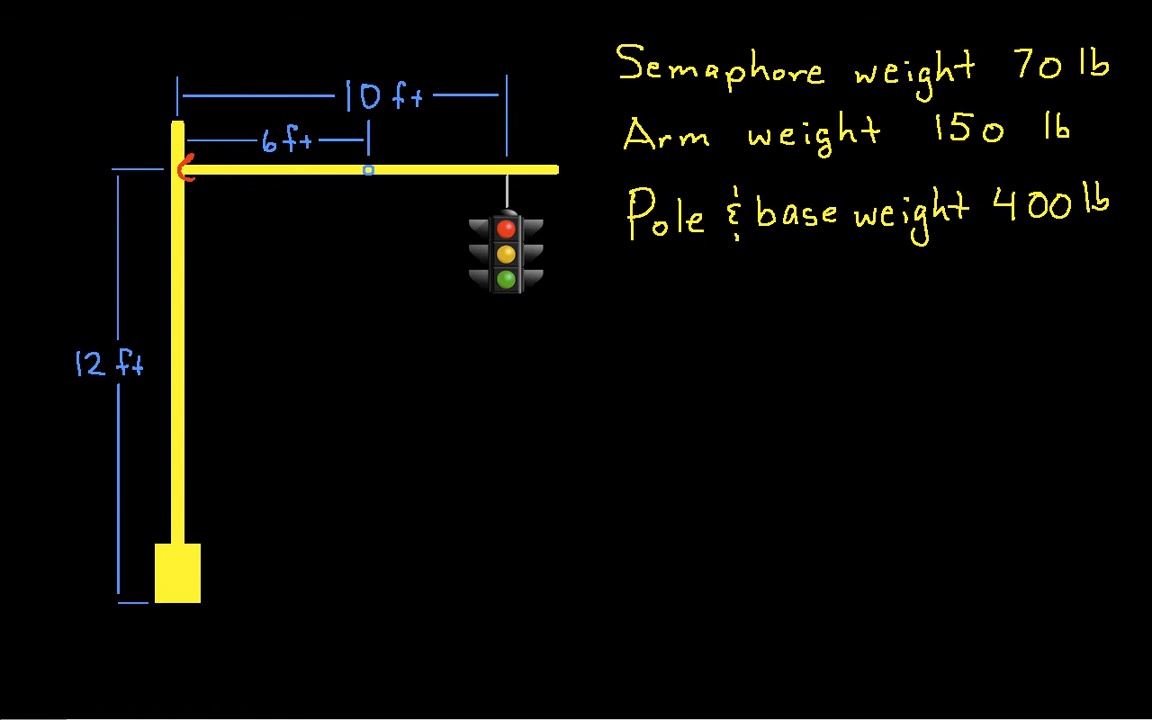 Semaphore weight 70 lb
10 ft
Arm weight 150 lb
6 ft
Pole & base weight 400 lb
12 ft